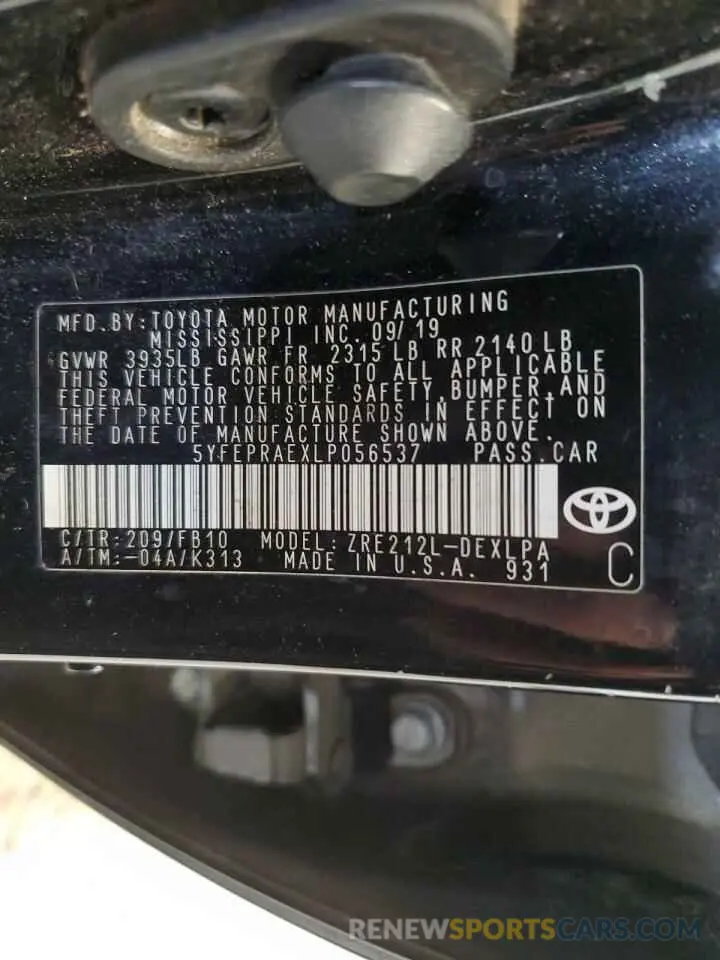 MFD. BY: TOYOTA MOTOR MANUFACTURING
MISSISSIPPI INC. 09/19
GVWR 3935LB GAWR FR 2315 LB RR 2140 LB
THIS VEHICLE CONFORMS TO ALL APPLICABLE
FEDERAL MOTOR VEHICLE SAFETY, BUMPER, AND
THEFT PREVENTION STANDARDS IN EFFECT ON
THE DATE OF MANUFACTURE SHOWN ABOVE.
5YFEPRAEXLP056537 PASS. CAR
C/TR: 209/FB10 MODEL: ZRE212L-DEXLPA
A/TM: -04A/K313 MADE IN U.S.A. 931 C
RENEWSPORTSCARS.COM